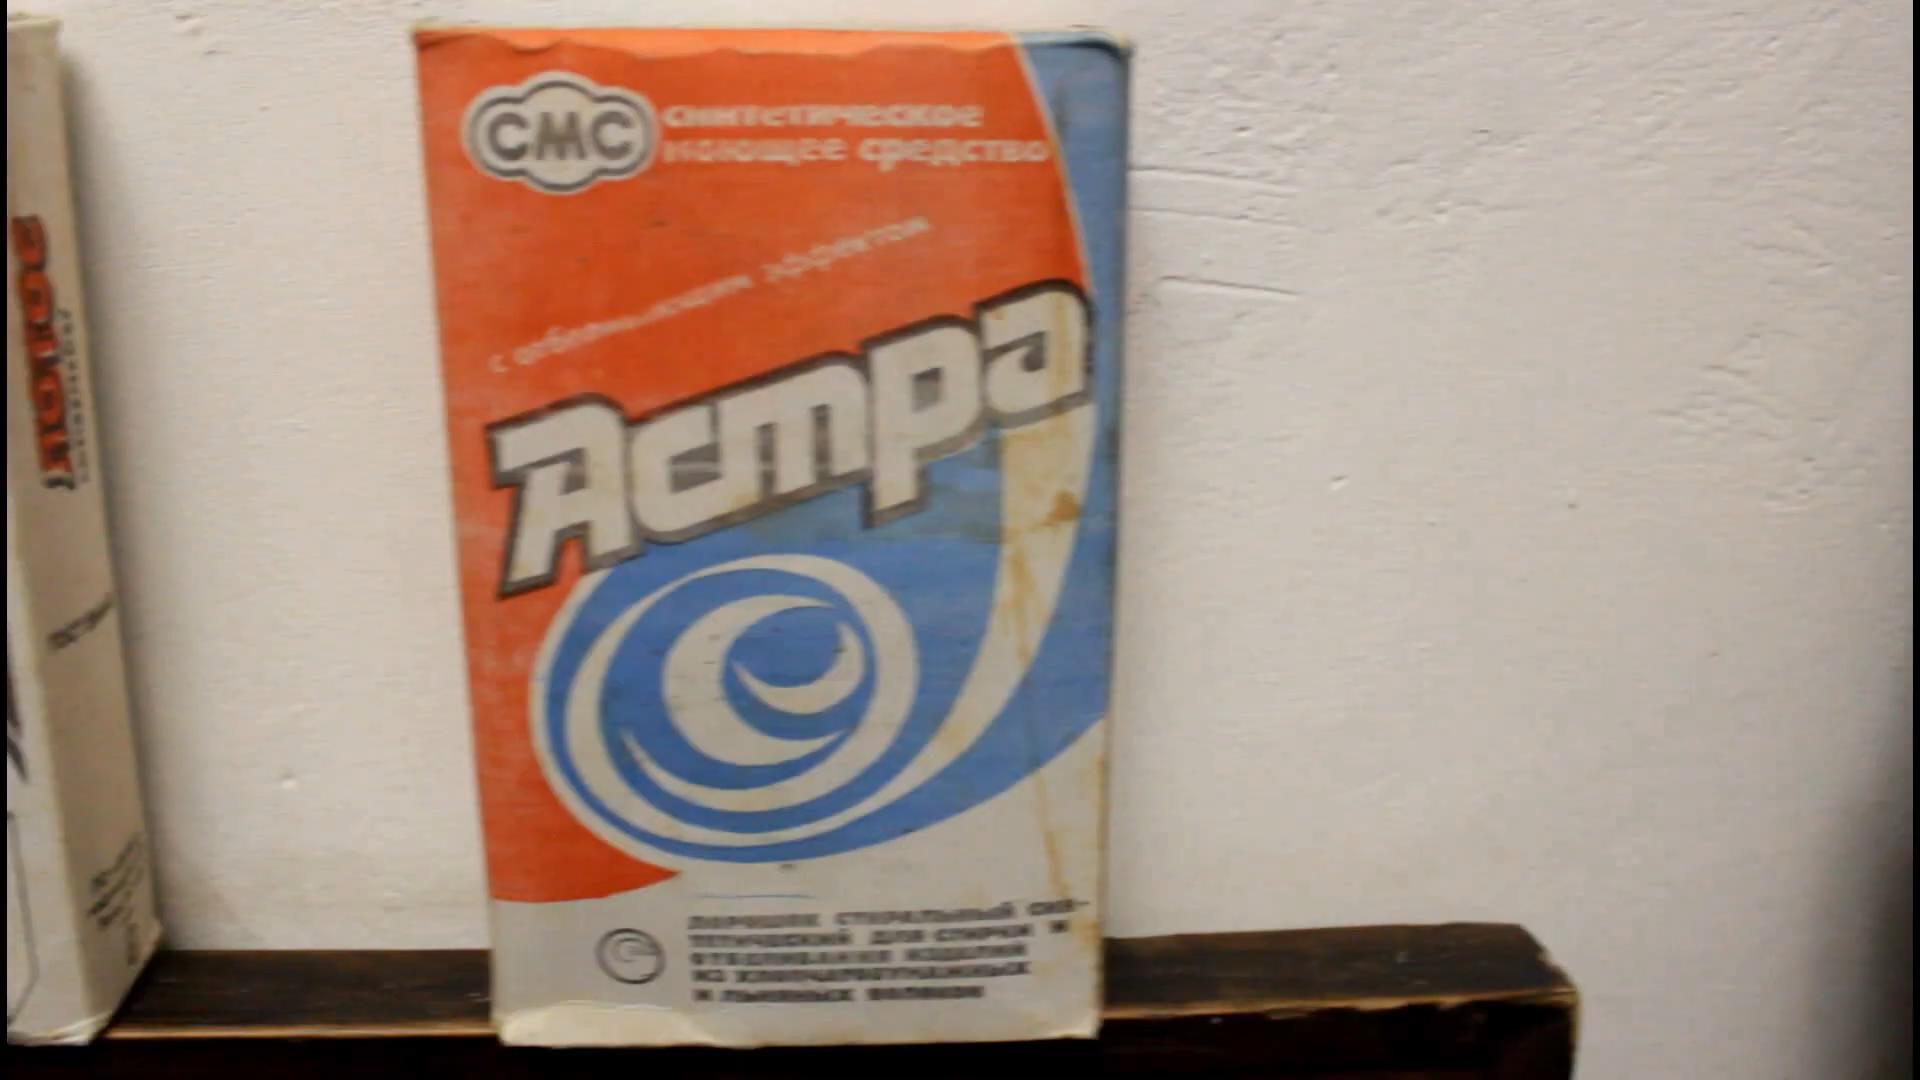 СМС
синтетическое
моющее средство
с отбеливающим эффектом
Астра
порошок стиральный син-
тетический для стирки и
отбеливания изделий
из хлопчатобумажных
и льняных волокон